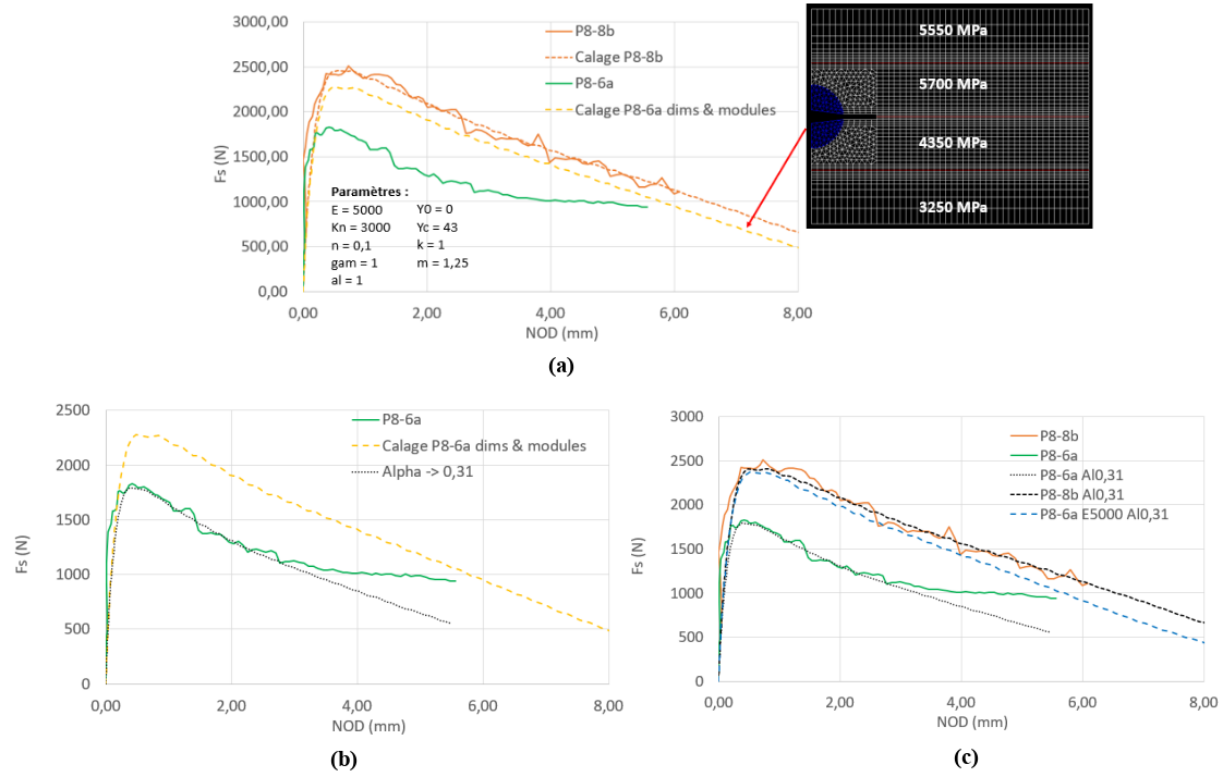 3000,00
2500,00
2000,00
1500,00
1000,00
500,00
0,00
Fs (N)
P8-8b
Calage P8-8b
P8-6a
Calage P8-6a dims & modules
Paramètres :
E = 5000 Y0 = 0
Kn = 3000 Yc = 43
n = 0,1 k = 1
gam = 1 m = 1,25
al = 1
0,00 2,00 4,00 6,00 8,00
NOD (mm)
5550 MPa
5700 MPa
4350 MPa
3250 MPa
(a)
2500
2000
1500
1000
500
0
Fs (N)
P8-6a
Calage P8-6a dims & modules
Alpha -> 0,31
0,00 2,00 4,00 6,00 8,00
NOD (mm)
(b)
3000
2500
2000
1500
1000
500
0
Fs (N)
P8-8b
P8-6a
P8-6a Al0,31
P8-8b Al0,31
P8-6a E5000 Al0,31
0,00 2,00 4,00 6,00 8,00
NOD (mm)
(c)